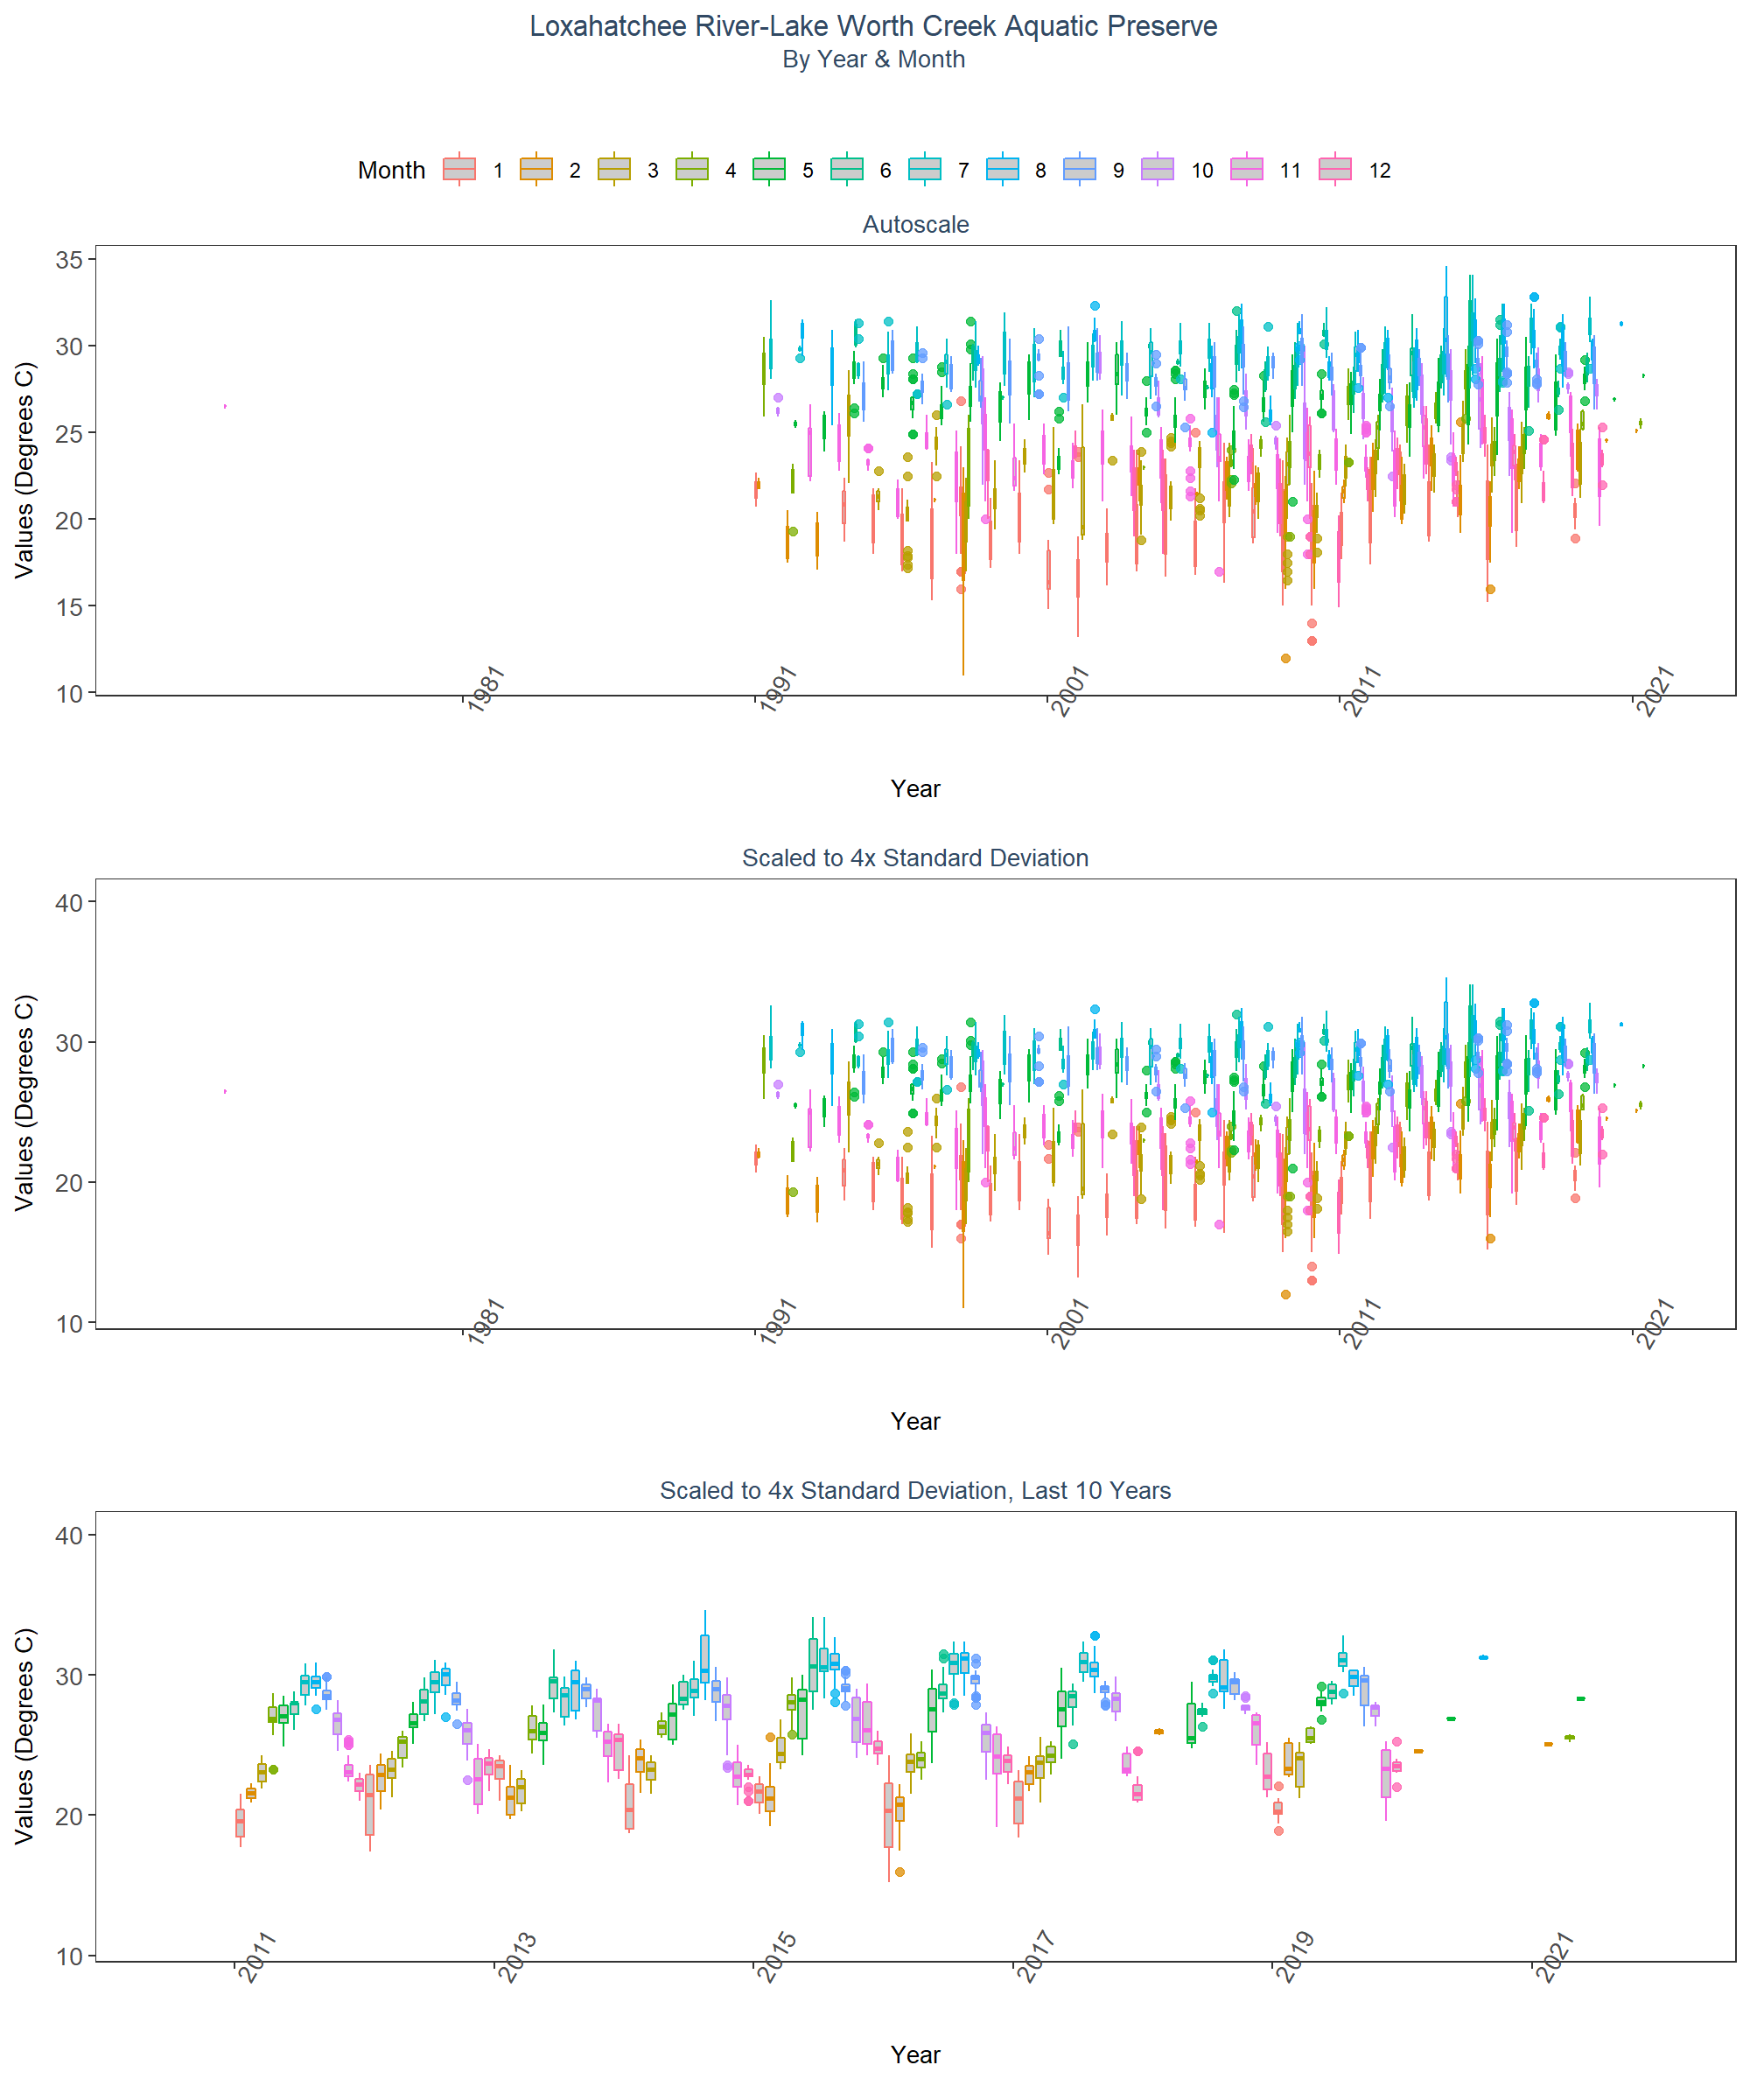 Loxahatchee River-Lake Worth Creek Aquatic Preserve
By Year & Month
Month 1 2 3 4 5 6 7 8 9 10 11 12
Autoscale
35
30
25
20
15
10
Values (Degrees C)
1981 1991 2001 2011 2021
Year
Scaled to 4x Standard Deviation
40
30
20
10
Values (Degrees C)
1981 1991 2001 2011 2021
Year
Scaled to 4x Standard Deviation, Last 10 Years
40
30
20
10
Values (Degrees C)
2011 2013 2015 2017 2019 2021
Year